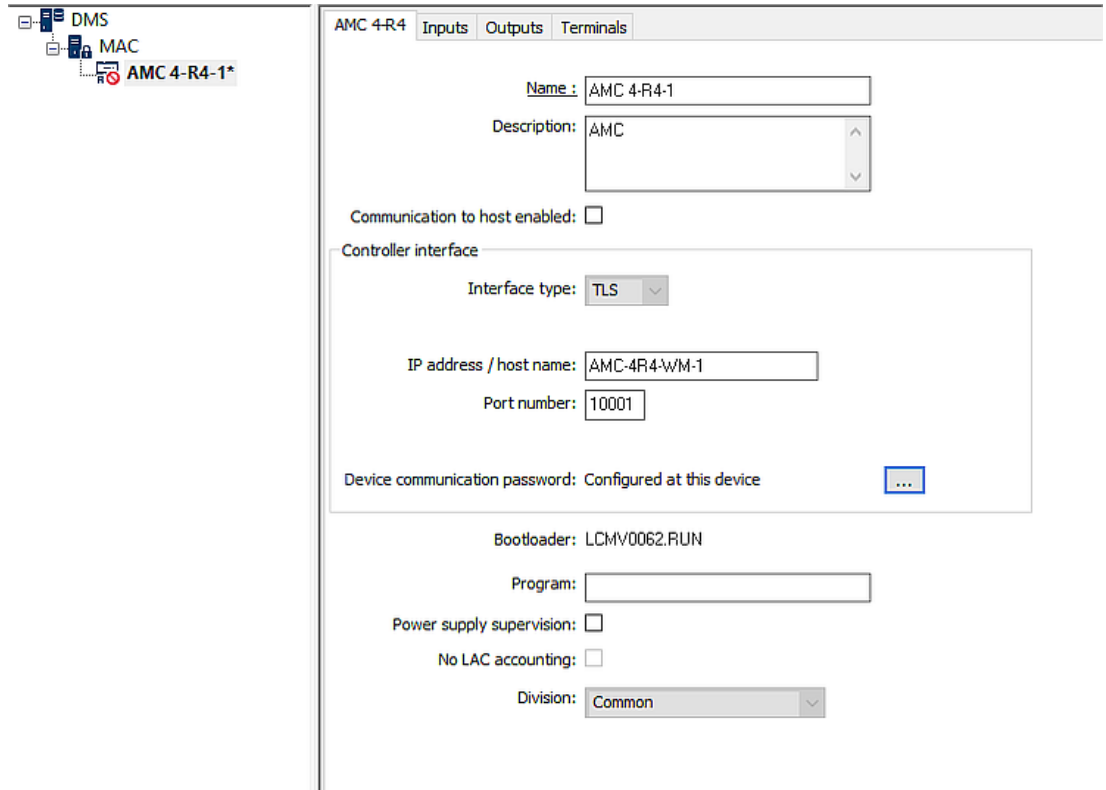 DMS
MAC
AMC 4-R4-1*
AMC 4-R4 Inputs Outputs Terminals
Name : AMC 4-R4-1
Description: AMC
Communication to host enabled:
Controller interface
Interface type: TLS
IP address / host name: AMC-4R4-WM-1
Port number: 10001
Device communication password: Configured at this device ...
Bootloader: LCMV0062.RUN
Program:
Power supply supervision:
No LAC accounting:
Division: Common